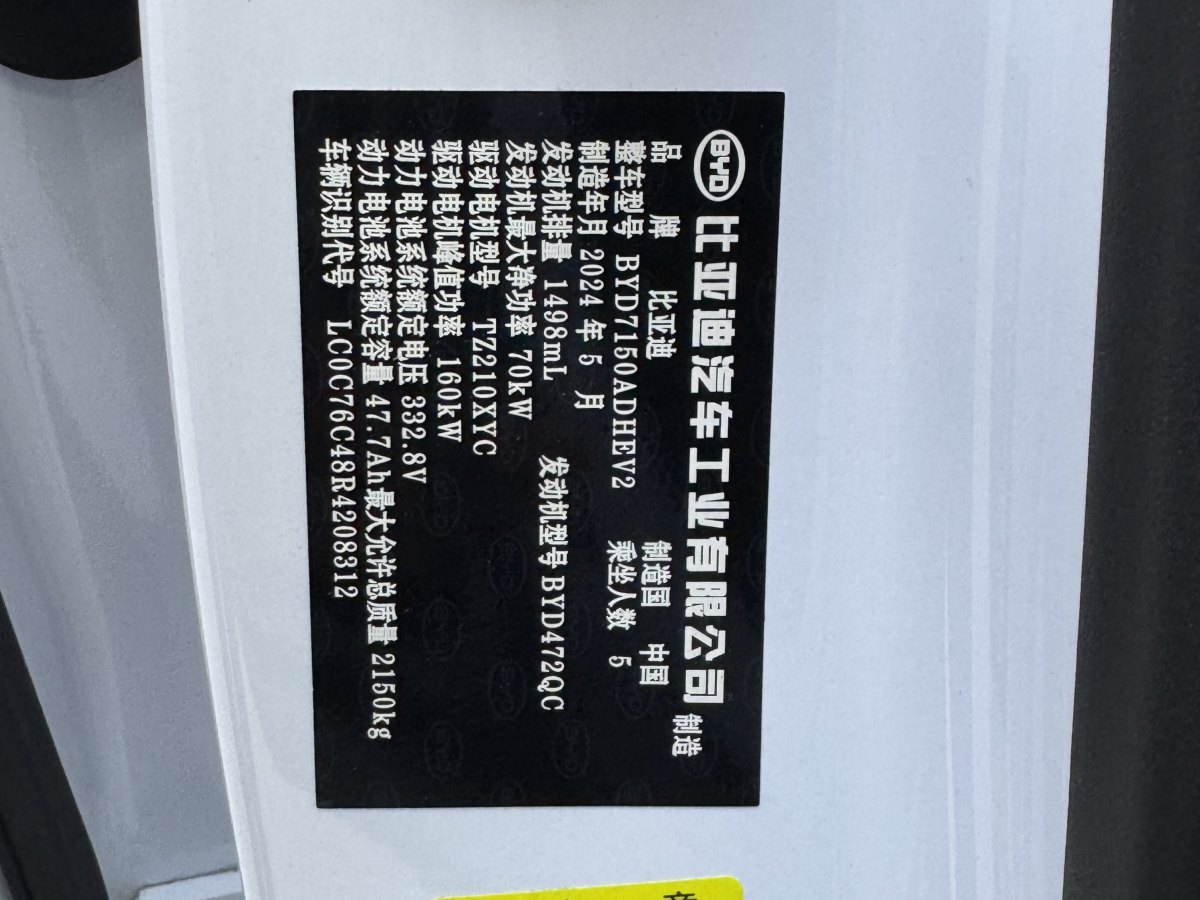 BYD 比亚迪汽车工业有限公司 制造
品牌 比亚迪 制造国 中国
整车型号 BYD7150ADHEV2 乘坐人数 5
制造年月 2024 年 5 月
发动机排量 1498mL 发动机型号 BYD472QC
发动机最大净功率 70kW
驱动电机型号 TZ210XYC
驱动电机峰值功率 160kW
动力电池系统额定电压 332.8V
动力电池系统额定容量 47.7Ah 最大允许总质量 2150kg
车辆识别代号 LC0C76C48R4208312